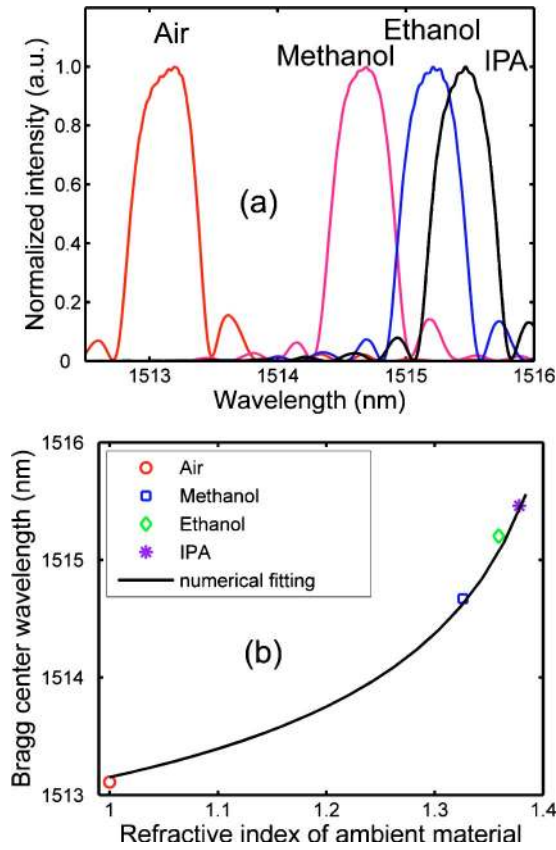 Air
Methanol
Ethanol
IPA
Normalized intensity (a.u.)
1.0
0.8
0.6
0.4
0.2
0
(a)
1513
1514
1515
1516
Wavelength (nm)
Bragg center wavelength (nm)
1516
1515
1514
1513
Air
Methanol
Ethanol
IPA
numerical fitting
(b)
1
1.1
1.2
1.3
1.4
Refractive index of ambient material